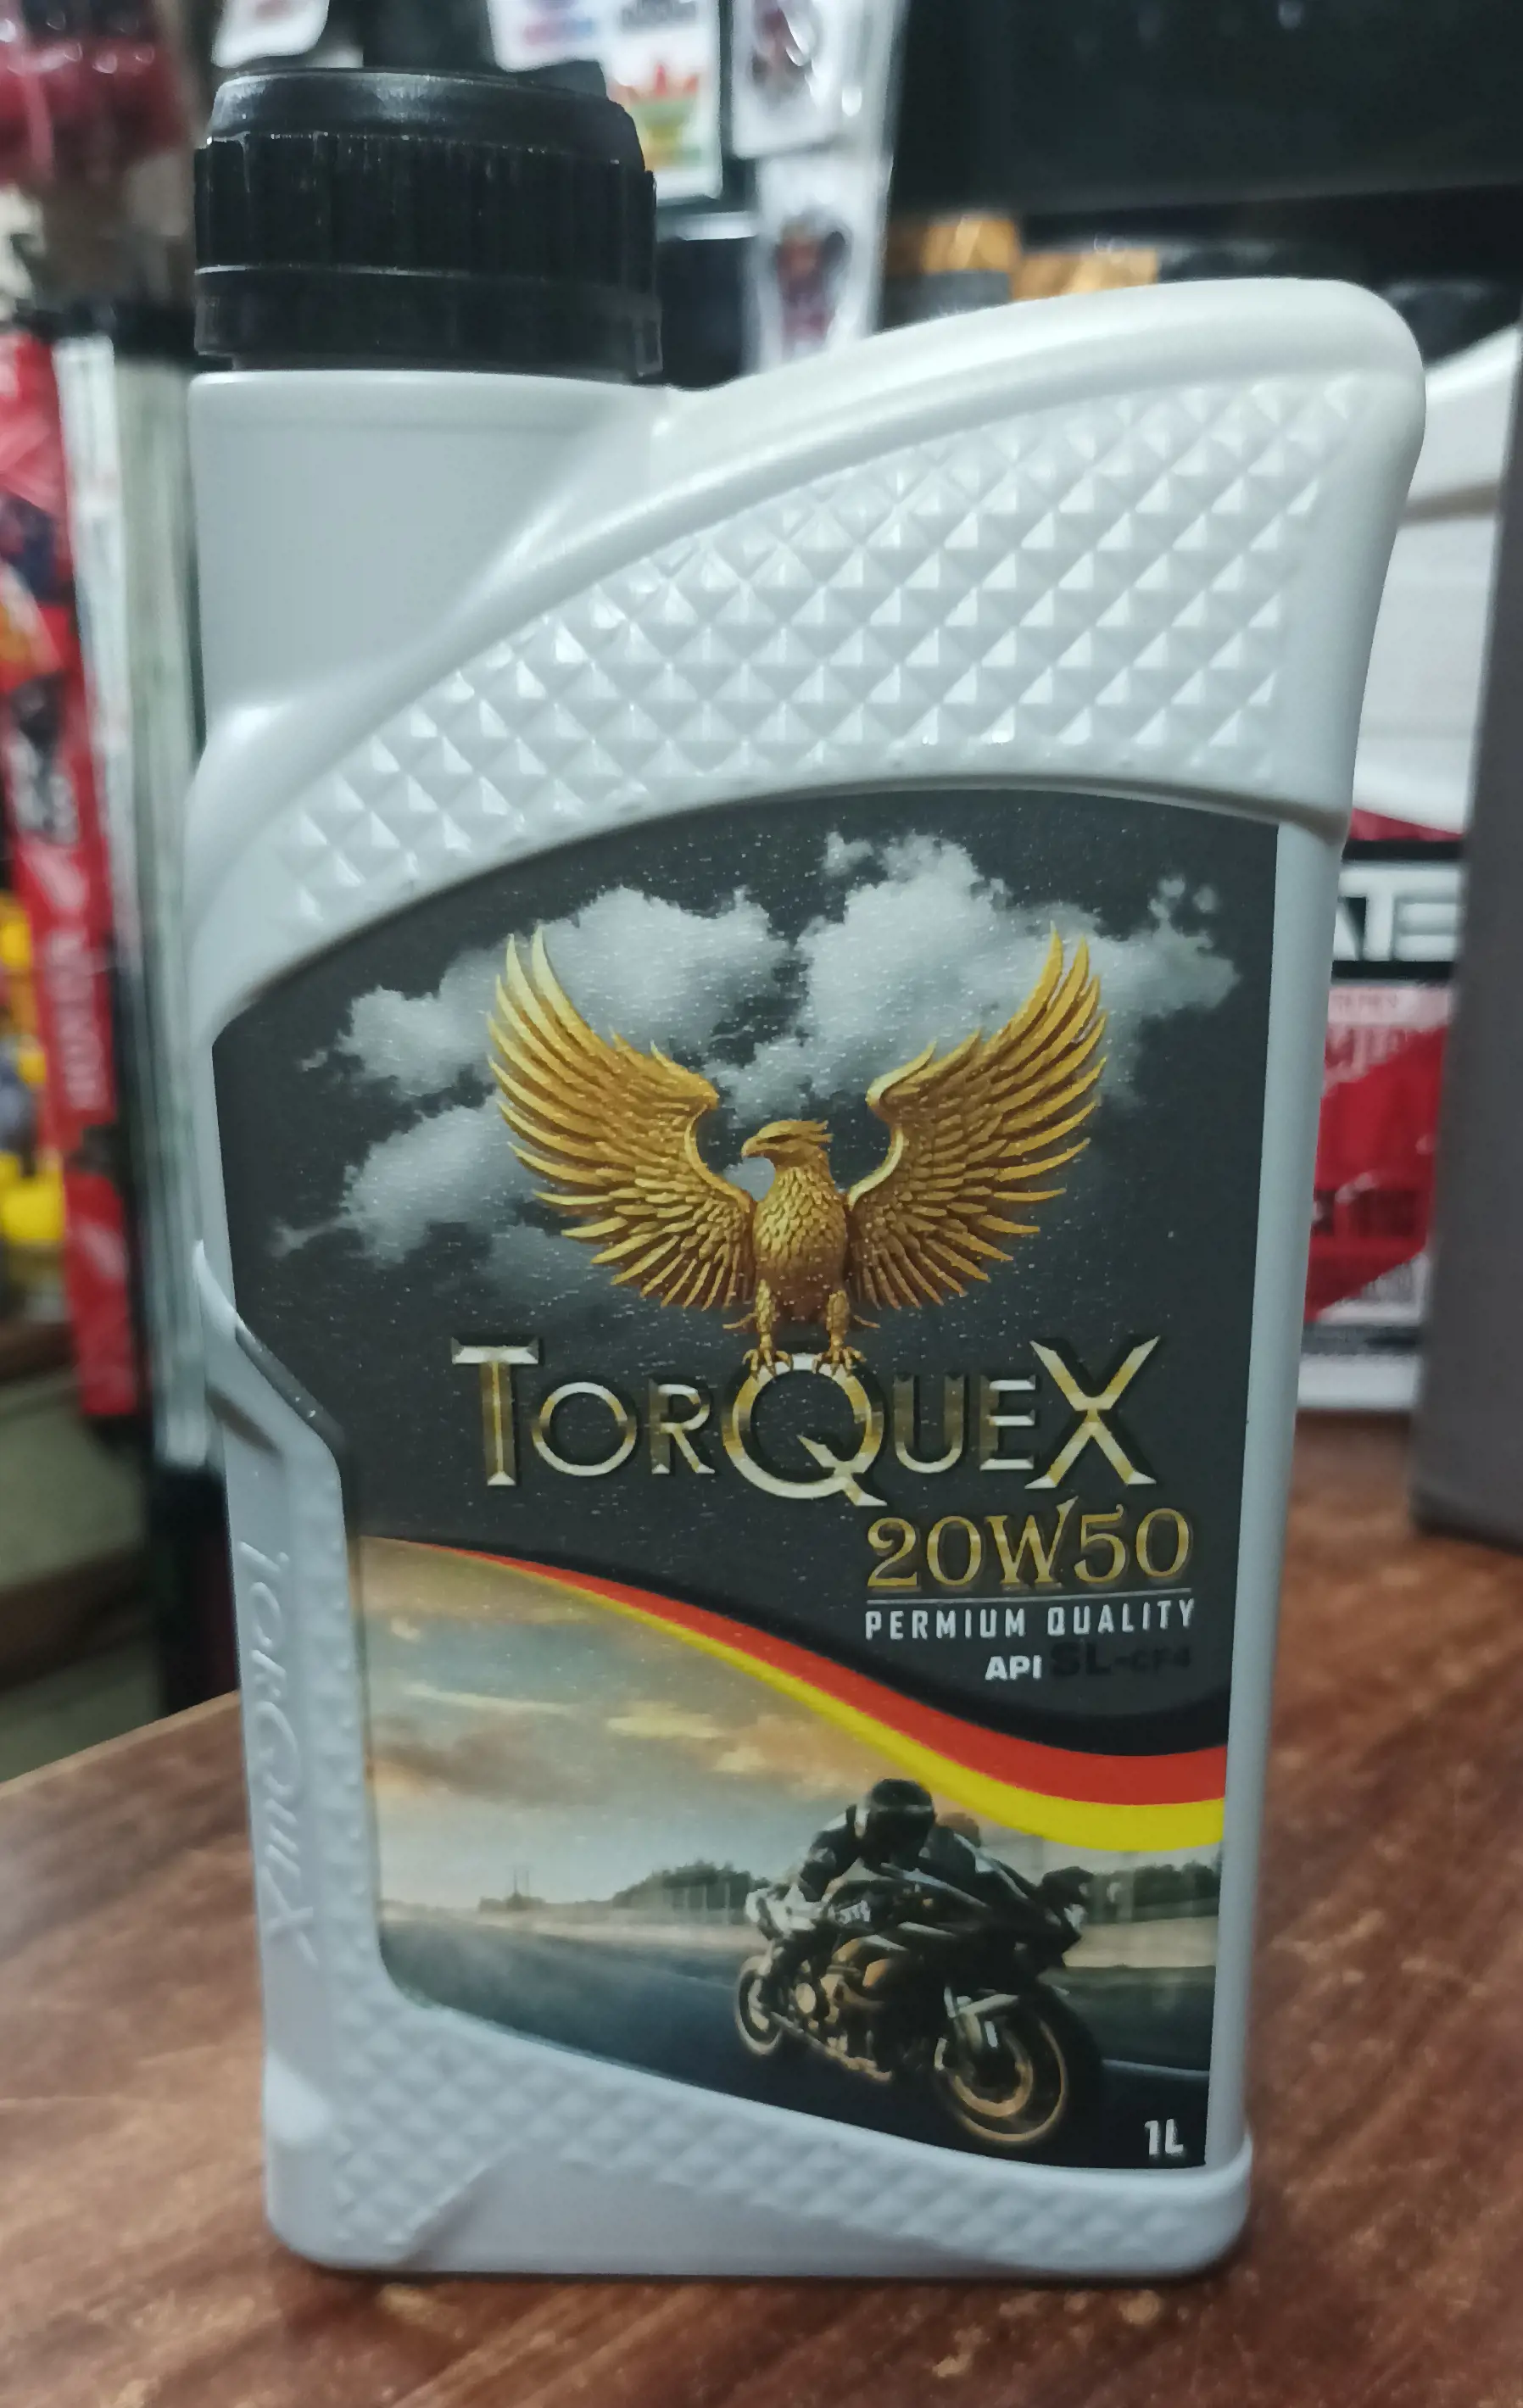 TORQUEX
20W50
PERMIUM QUALITY
API SL-CF4
1L
TORQUEX